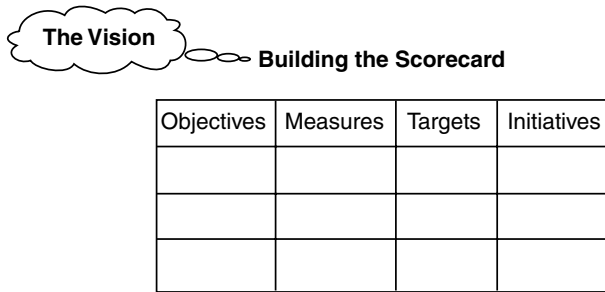 The Vision
Building the Scorecard
Objectives Measures Targets Initiatives